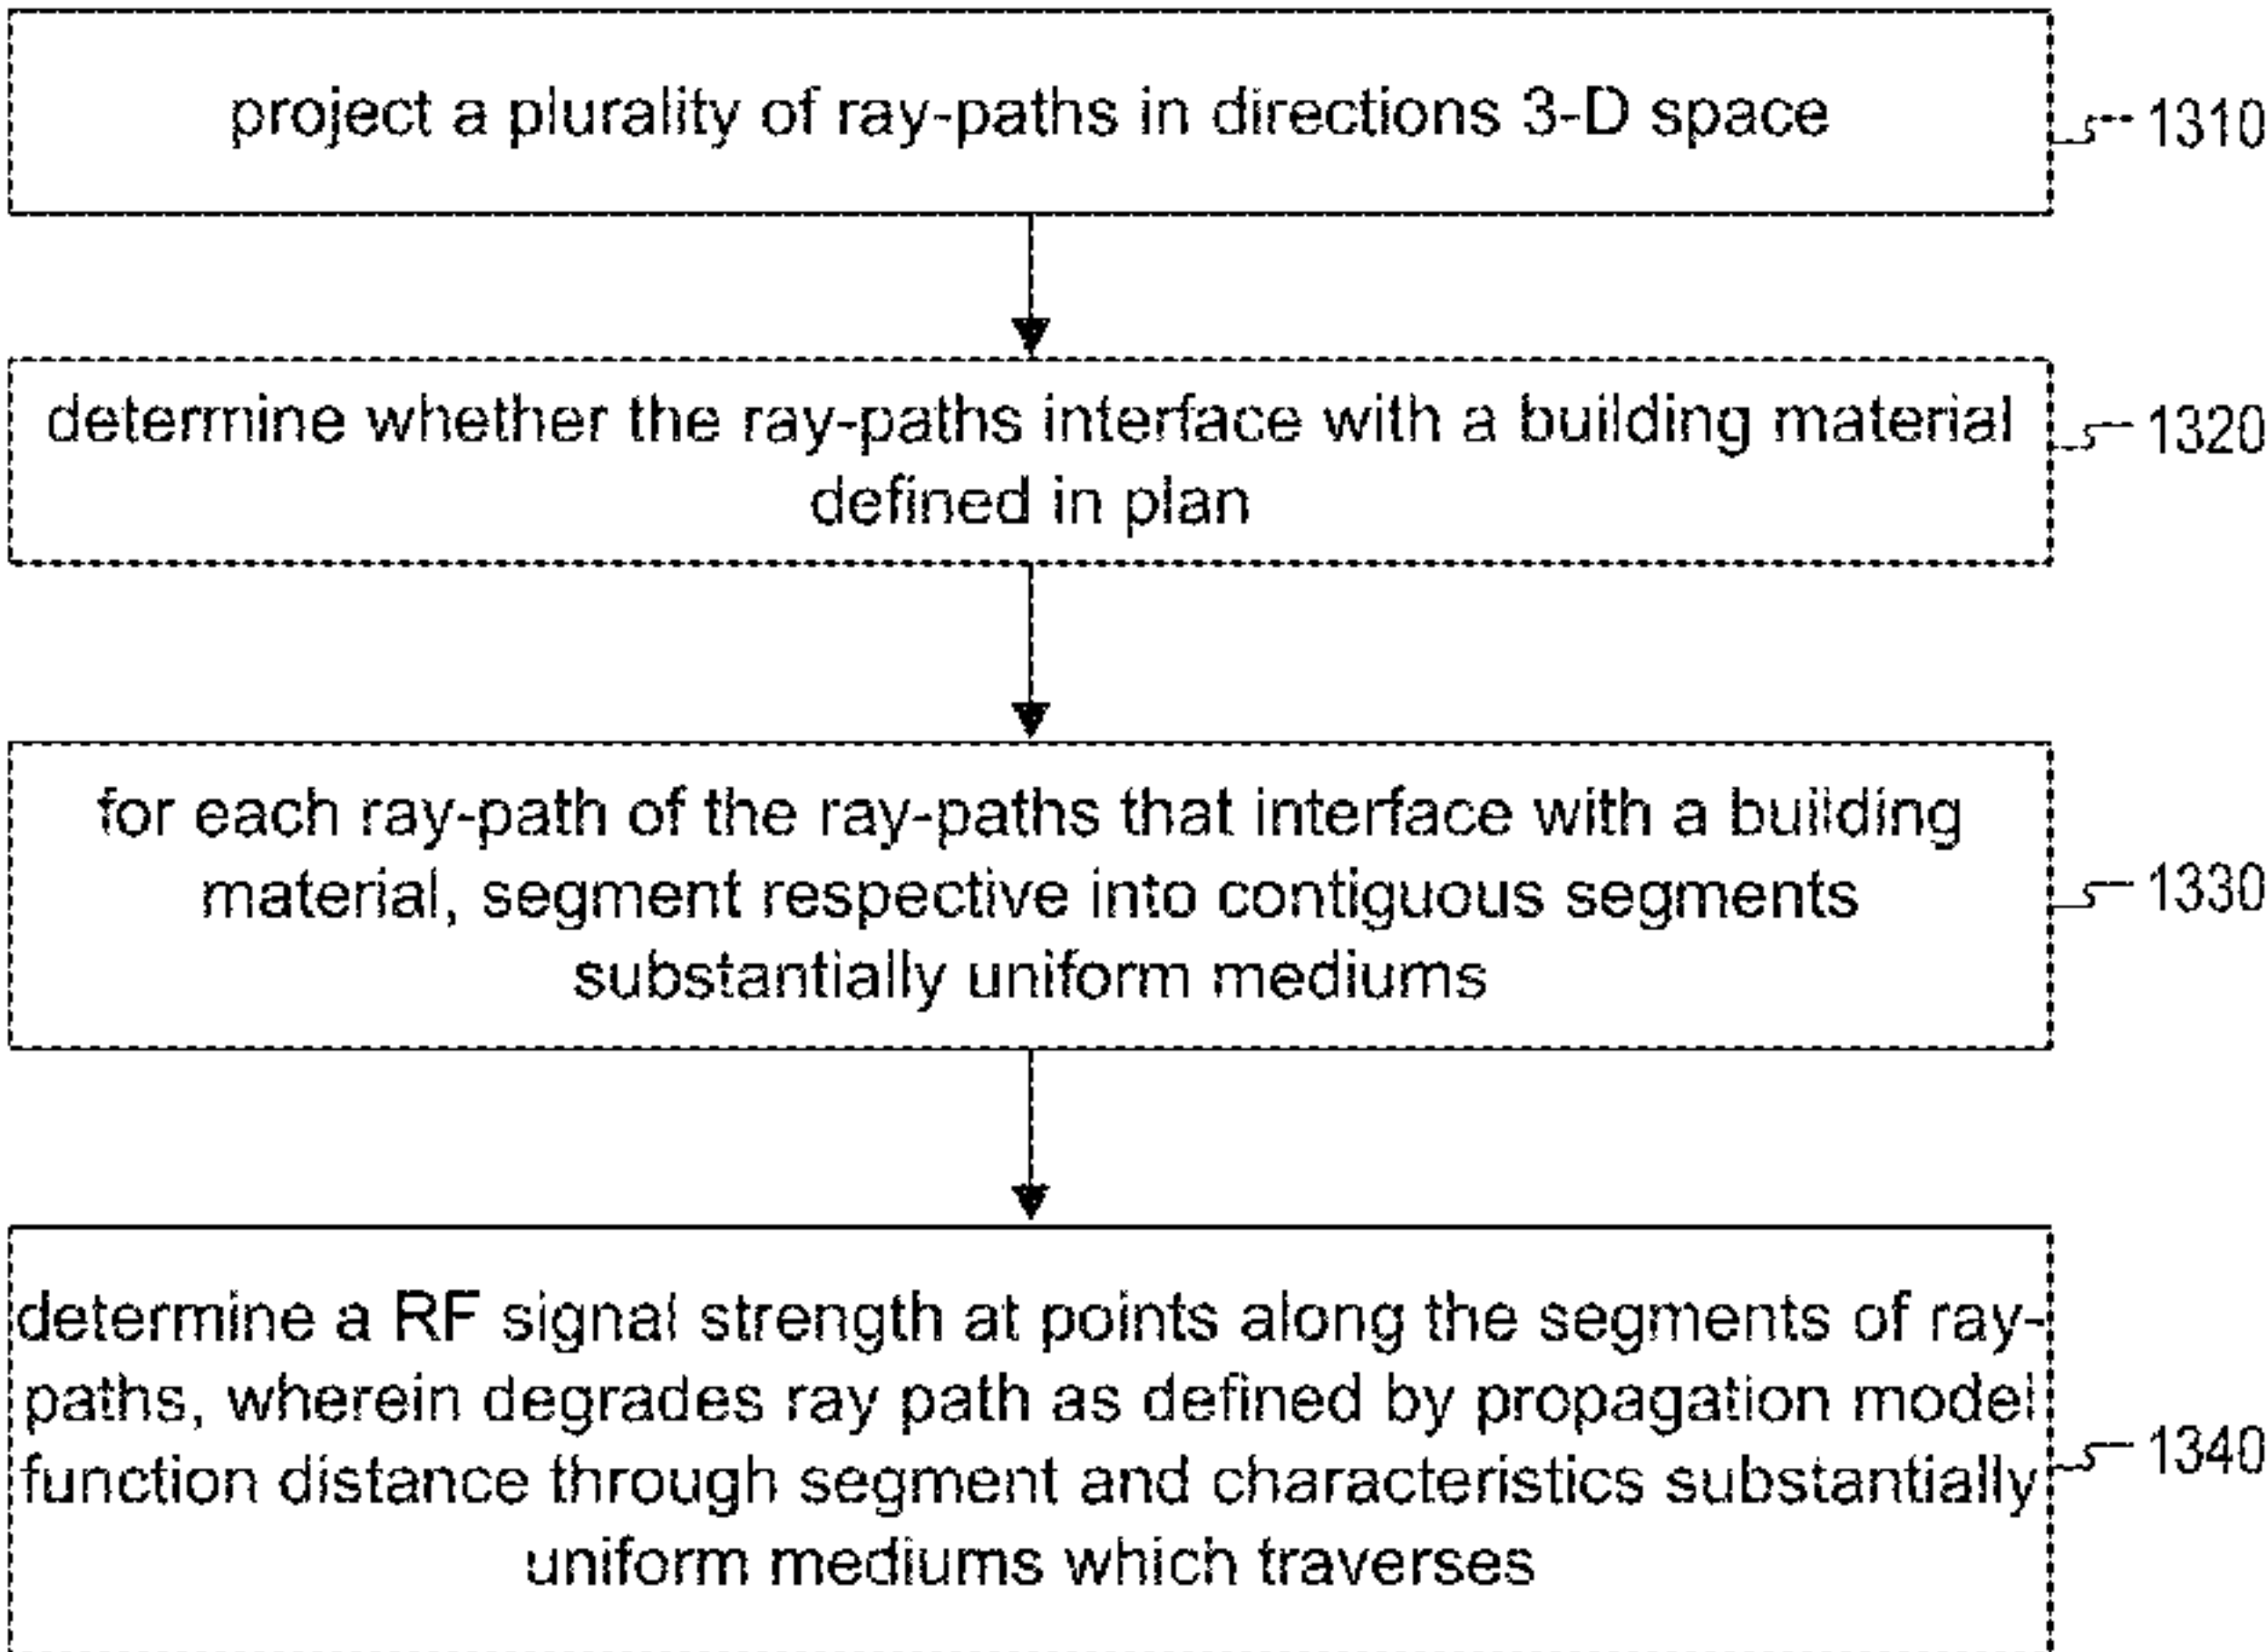 project a plurality of ray-paths in directions 3-D space
1310
determine whether the ray-paths interface with a building material
defined in plan
1320
for each ray-path of the ray-paths that interface with a building
material, segment respective into contiguous segments
substantially uniform mediums
1330
determine a RF signal strength at points along the segments of ray-
paths, wherein degrades ray path as defined by propagation model
function distance through segment and characteristics substantially
uniform mediums which traverses
1340